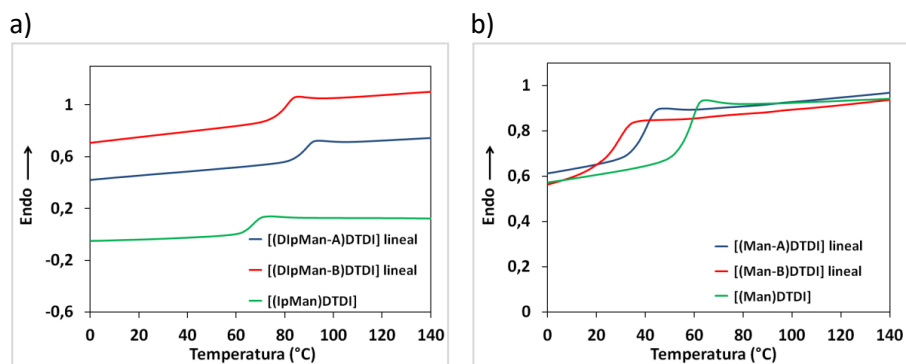 a)
1
0,6
0,2
-0,2
-0,6
Endo
[(DIpMan-A)DTDI] lineal
[(DIpMan-B)DTDI] lineal
[(IpMan)DTDI]
0 20 40 60 80 100 120 140
Temperatura (°C)
b)
1
0,8
0,6
0,4
0,2
0
Endo
[(Man-A)DTDI] lineal
[(Man-B)DTDI] lineal
[(Man)DTDI]
0 20 40 60 80 100 120 140
Temperatura (°C)